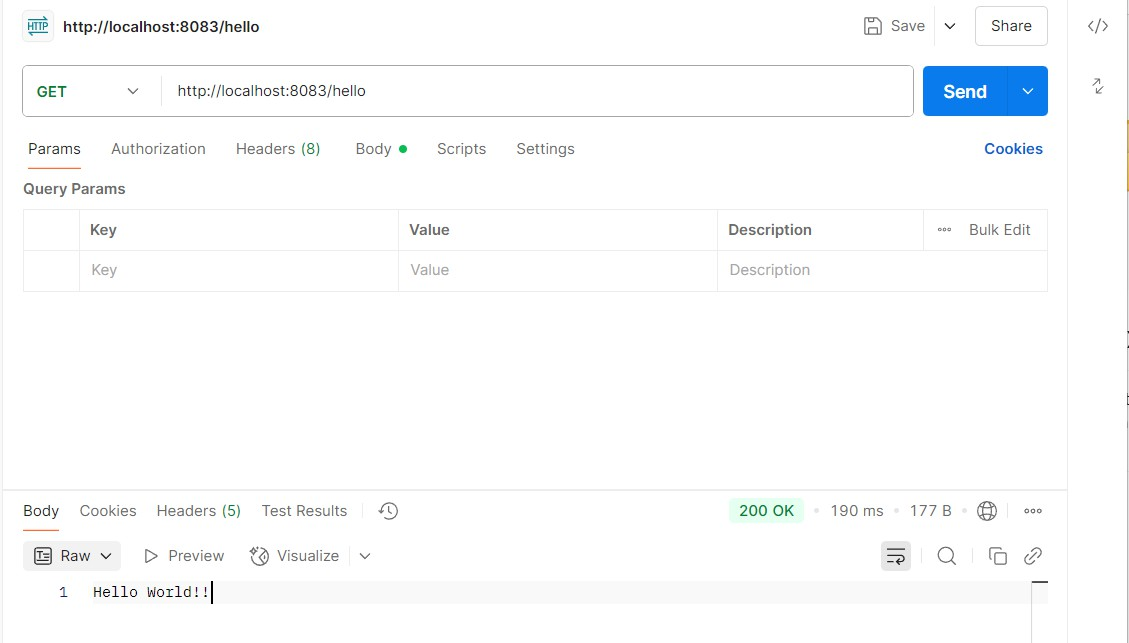 HTTP http://localhost:8083/hello Save Share
GET http://localhost:8083/hello Send
Params Authorization Headers (8) Body Scripts Settings Cookies
Query Params
Key Value Description Bulk Edit
Key Value Description
Body Cookies Headers (5) Test Results 200 OK 190 ms 177 B
Raw Preview Visualize
1 Hello World!!